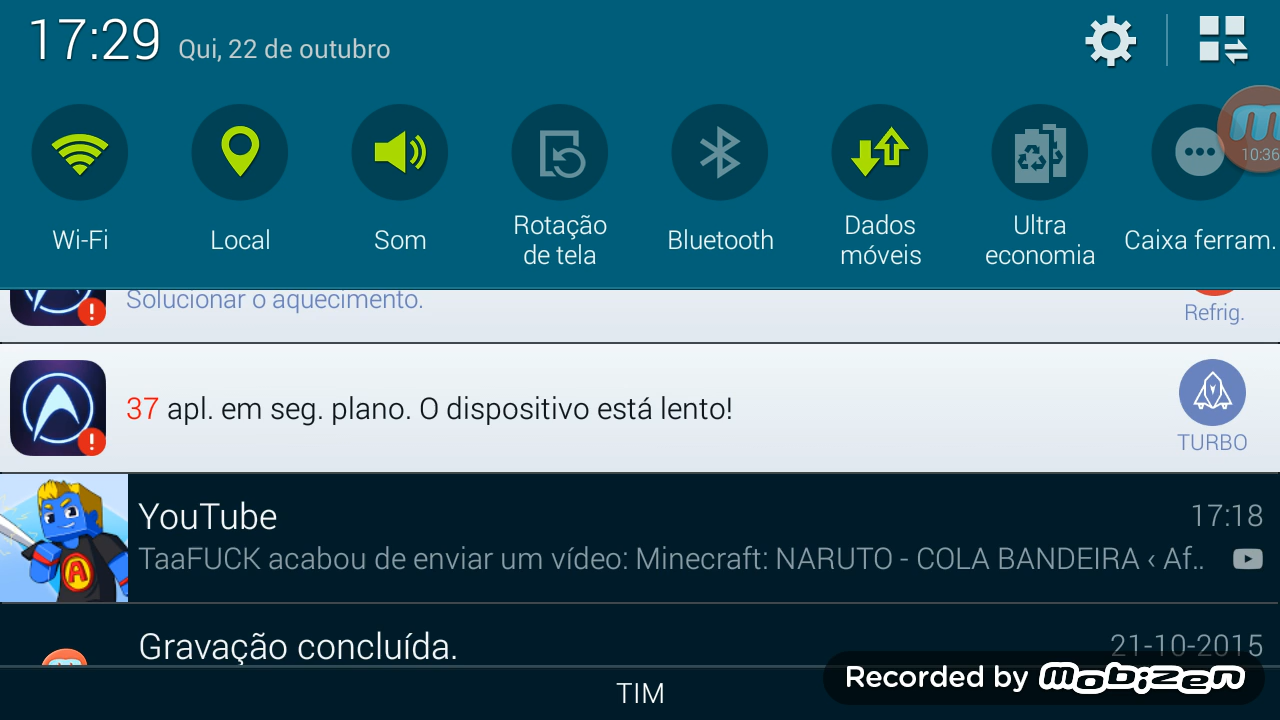 17:29 Qui, 22 de outubro
10:36
Wi-Fi
Local
Som
Rotação
de tela
Bluetooth
Dados
móveis
Ultra
economia
Caixa ferram.
Solucionar o aquecimento.
Refrig.
37 apl. em seg. plano. O dispositivo está lento!
TURBO
YouTube
17:18
TaaFUCK acabou de enviar um vídeo: Minecraft: NARUTO - COLA BANDEIRA ‹ Af..
A
Gravação concluída.
21-10-2015
TIM
Recorded by mobizen